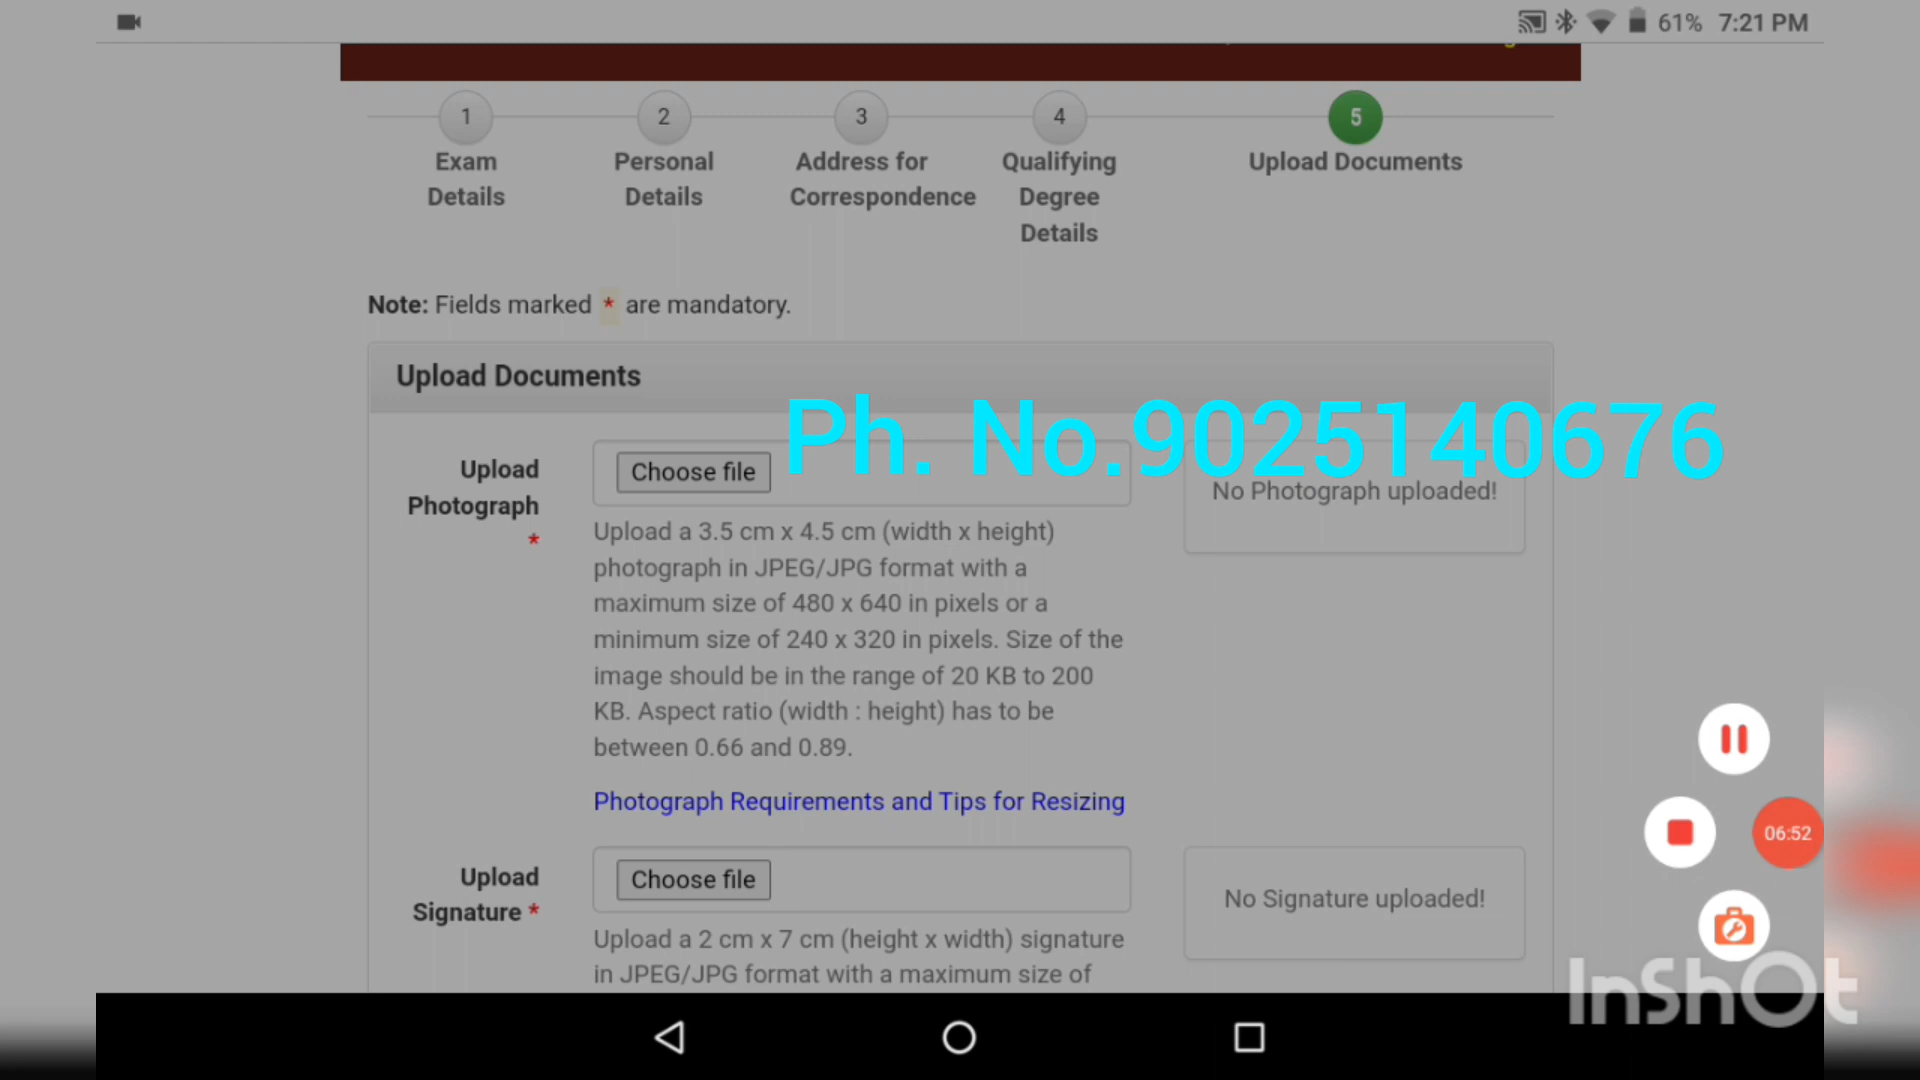 61% 7:21 PM
1 2 3 4 5
Exam Details
Personal Details
Address for Correspondence
Qualifying Degree Details
Upload Documents
Note: Fields marked * are mandatory.
Upload Documents
Ph. No.9025140676
Upload Photograph *
Choose file
No Photograph uploaded!
Upload a 3.5 cm x 4.5 cm (width x height)
photograph in JPEG/JPG format with a
maximum size of 480 x 640 in pixels or a
minimum size of 240 x 320 in pixels. Size of the
image should be in the range of 20 KB to 200
KB. Aspect ratio (width : height) has to be
between 0.66 and 0.89.
Photograph Requirements and Tips for Resizing
06:52
Upload Signature *
Choose file
No Signature uploaded!
Upload a 2 cm x 7 cm (height x width) signature
in JPEG/JPG format with a maximum size of
InShOt